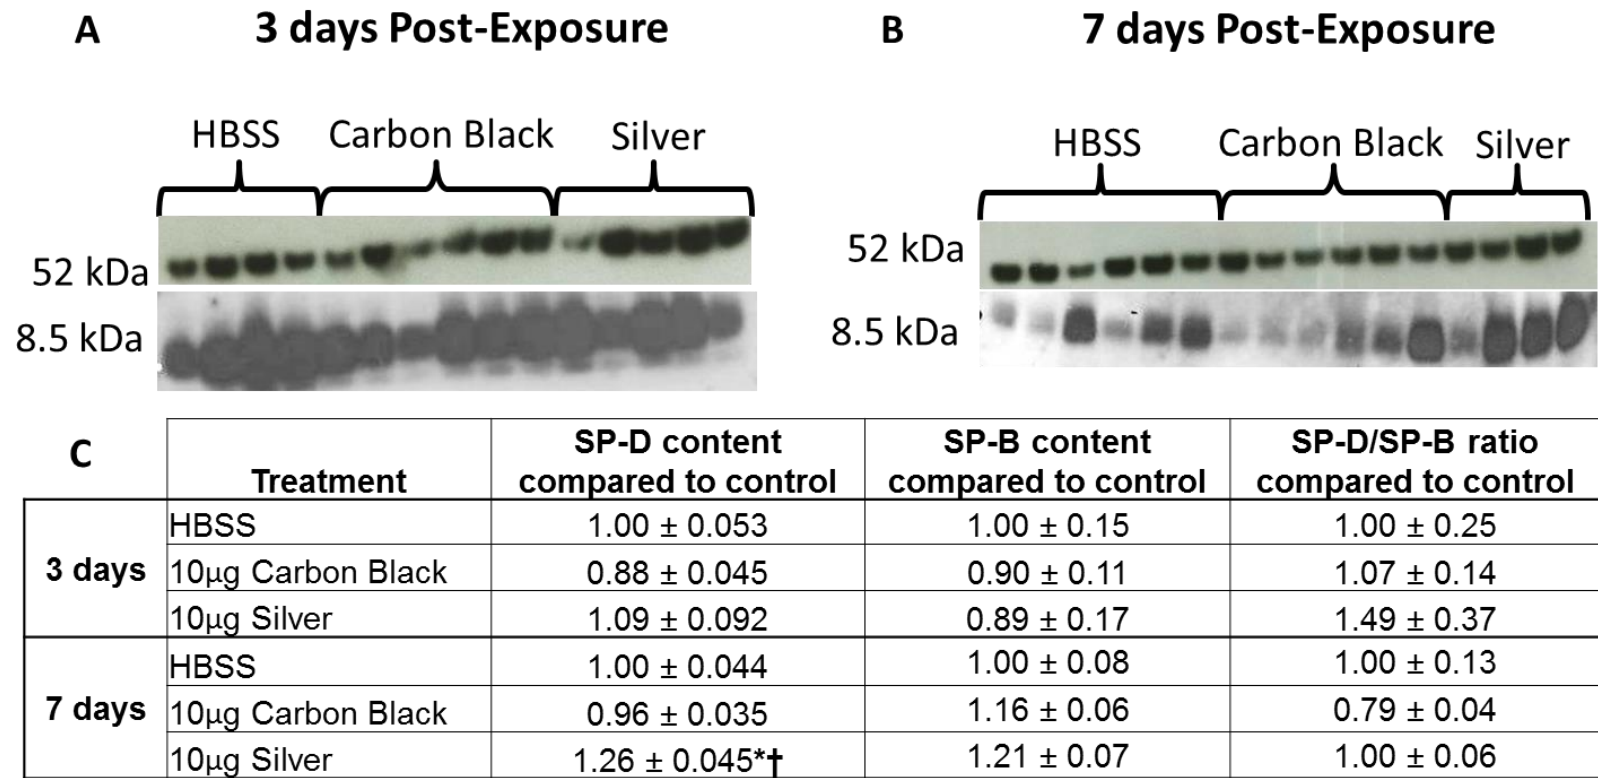 A
3 days Post-Exposure
HBSS
Carbon Black
Silver
52 kDa
8.5 kDa
B
7 days Post-Exposure
HBSS
Carbon Black
Silver
52 kDa
8.5 kDa
C
Treatment
SP-D content
compared to control
SP-B content
compared to control
SP-D/SP-B ratio
compared to control
3 days
HBSS 1.00 ± 0.053 1.00 ± 0.15 1.00 ± 0.25
10µg Carbon Black 0.88 ± 0.045 0.90 ± 0.11 1.07 ± 0.14
10µg Silver 1.09 ± 0.092 0.89 ± 0.17 1.49 ± 0.37
7 days
HBSS 1.00 ± 0.044 1.00 ± 0.08 1.00 ± 0.13
10µg Carbon Black 0.96 ± 0.035 1.16 ± 0.06 0.79 ± 0.04
10µg Silver 1.26 ± 0.045*† 1.21 ± 0.07 1.00 ± 0.06